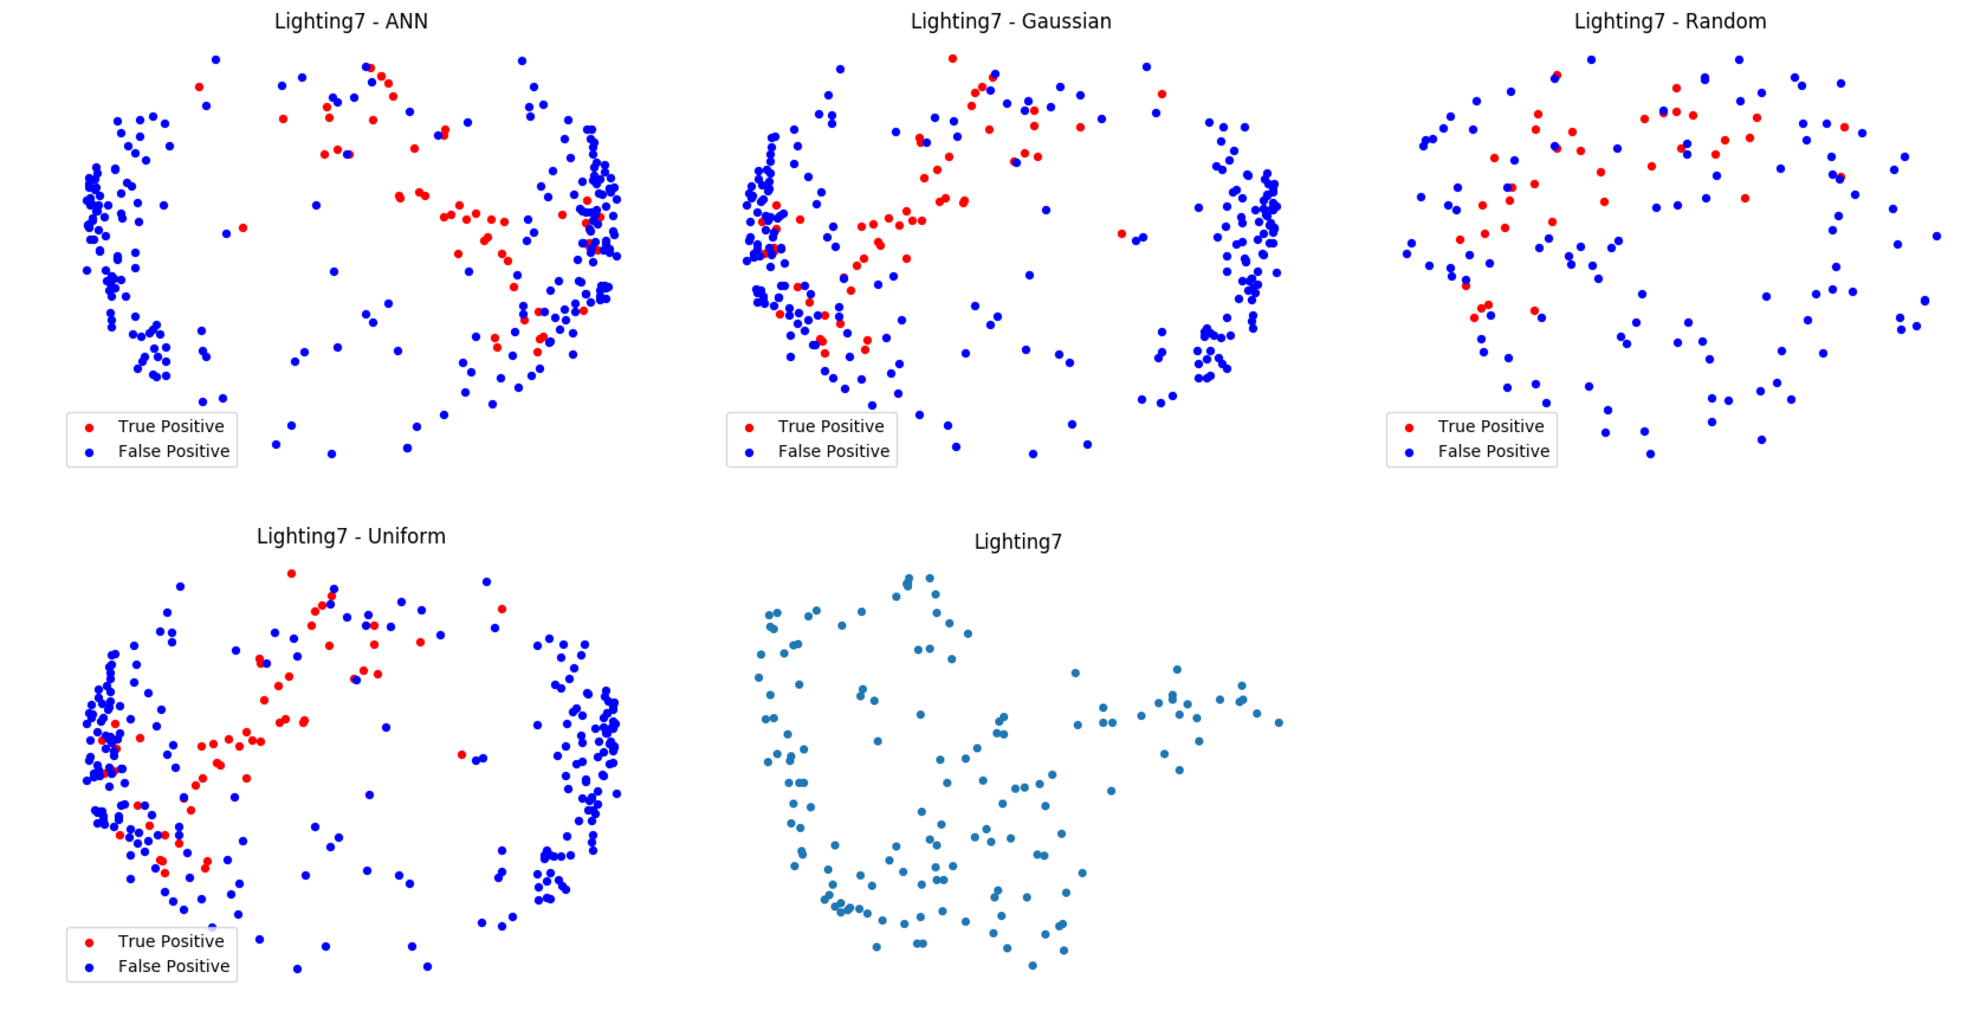 Lighting7 - ANN
True Positive
False Positive
Lighting7 - Gaussian
True Positive
False Positive
Lighting7 - Random
True Positive
False Positive
Lighting7 - Uniform
True Positive
False Positive
Lighting7